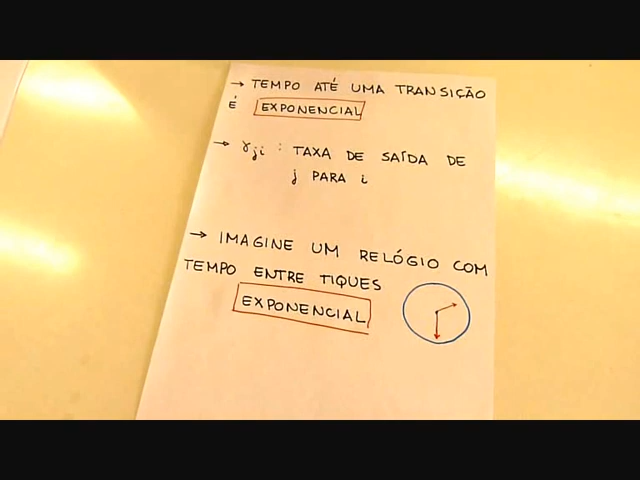 → TEMPO ATÉ UMA TRANSIÇÃO
É EXPONENCIAL
→ γji : TAXA DE SAÍDA DE
j PARA i
→ IMAGINE UM RELÓGIO COM
TEMPO ENTRE TIQUES
EXPONENCIAL